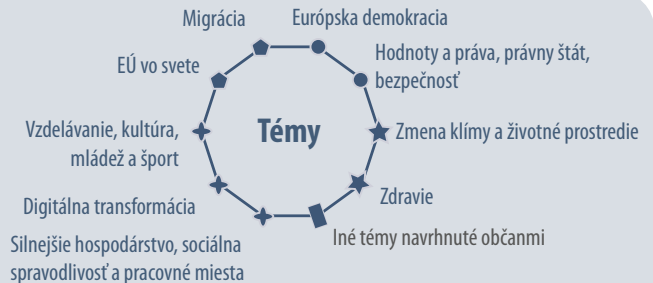 Migrácia
Európska demokracia
EÚ vo svete
Hodnoty a práva, právny štát,
bezpečnosť
Vzdelávanie, kultúra,
mládež a šport
Témy
Zmena klímy a životné prostredie
Digitálna transformácia
Zdravie
Silnejšie hospodárstvo, sociálna
spravodlivosť a pracovné miesta
Iné témy navrhnuté občanmi